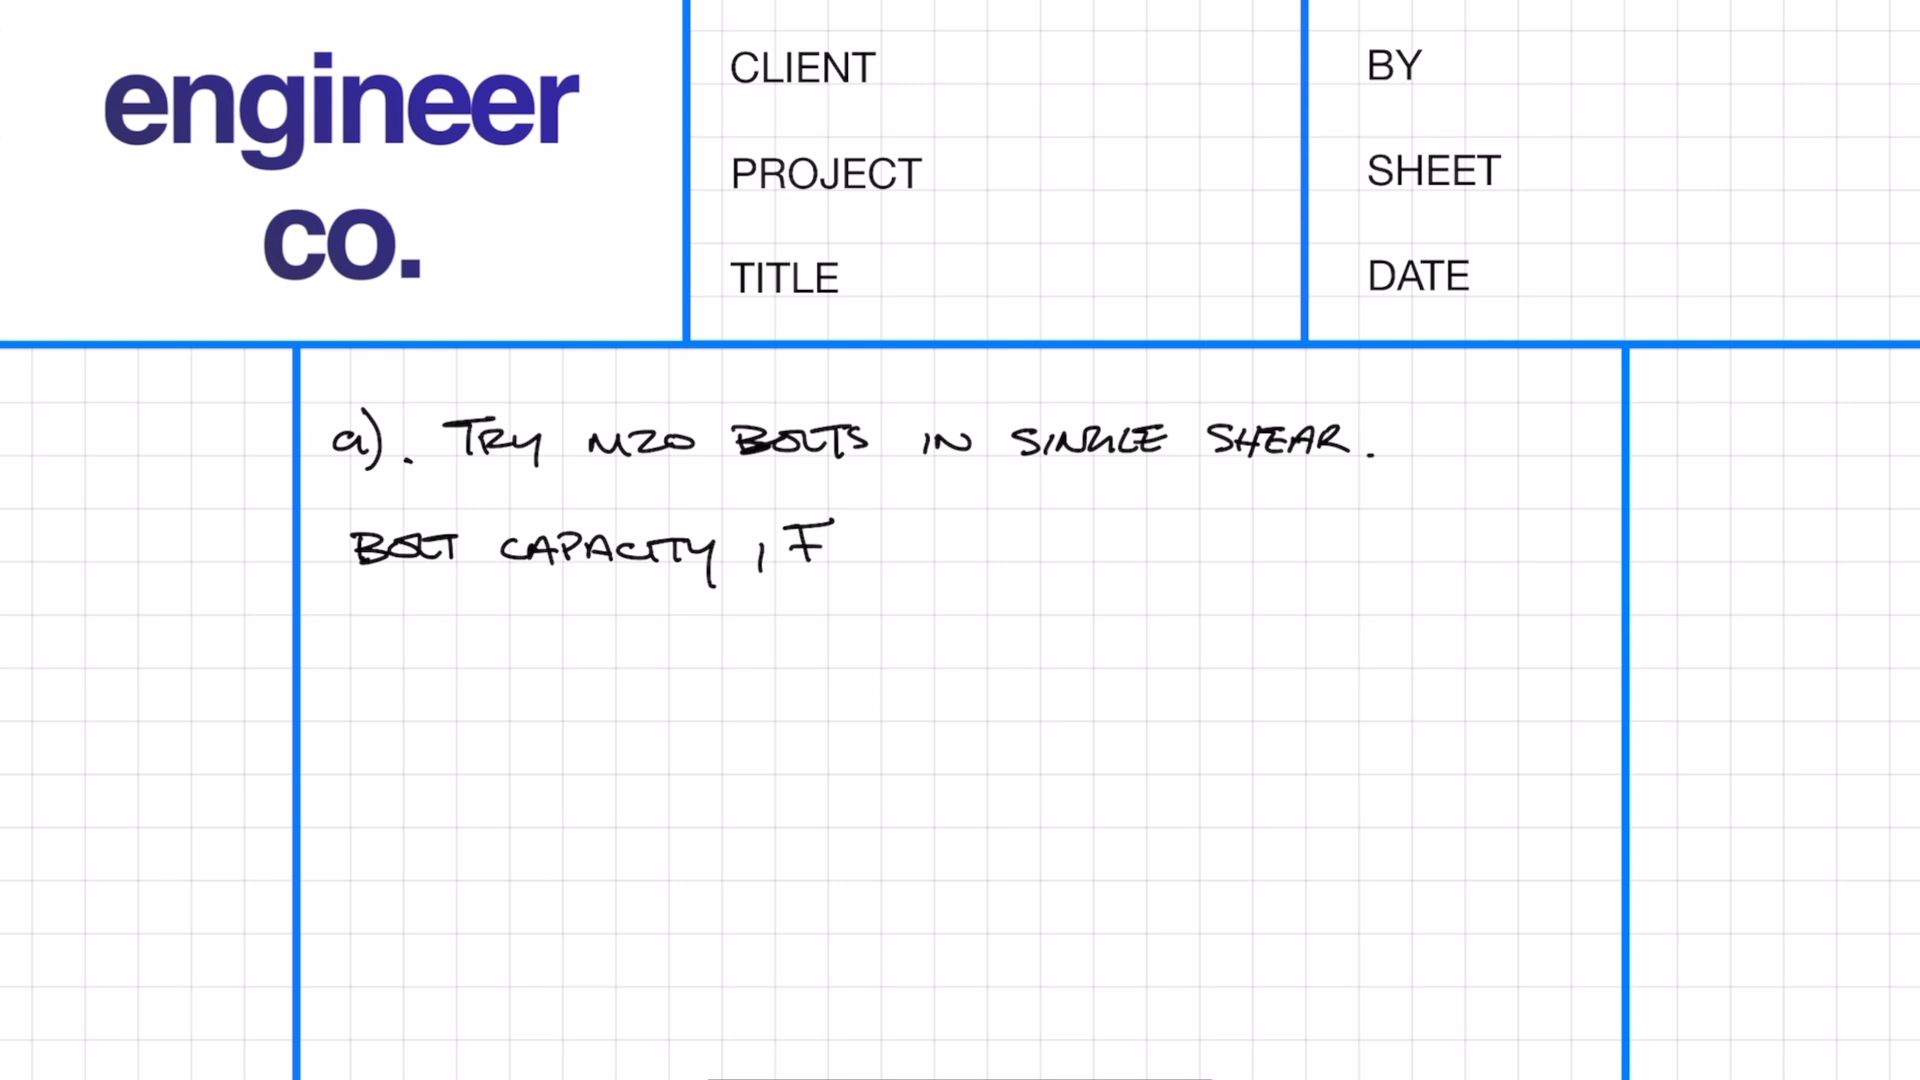 engineer
co.
CLIENT
PROJECT
TITLE
BY
SHEET
DATE
a). TRY M20 BOLTS IN SINGLE SHEAR.
BOLT CAPACITY, F